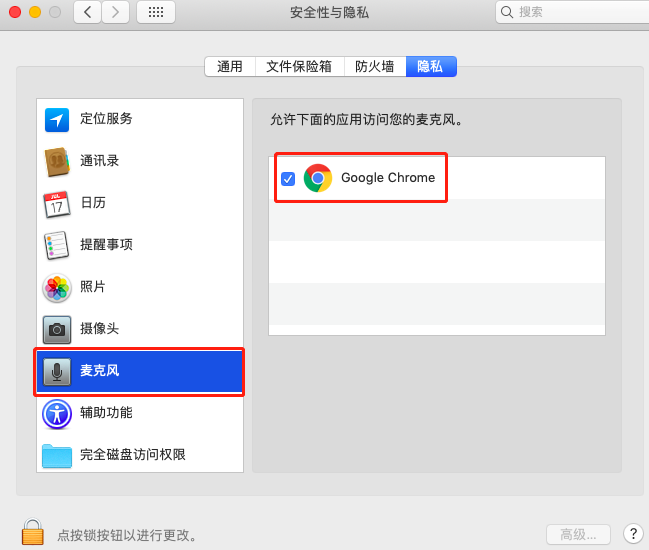 安全性与隐私
搜索
通用 文件保险箱 防火墙 隐私
定位服务
通讯录
日历
JUL
17
提醒事项
照片
摄像头
麦克风
辅助功能
完全磁盘访问权限
允许下面的应用访问您的麦克风。
Google Chrome
点按锁按钮以进行更改。
高级... ?